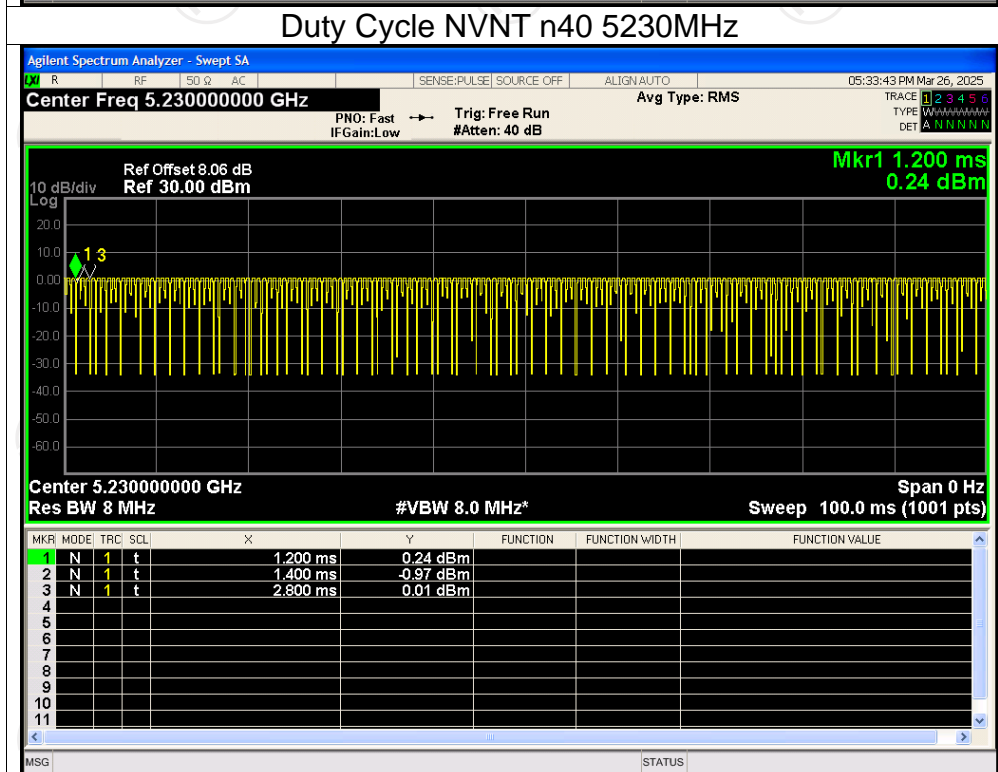 Duty Cycle NVNT n40 5230MHz
Agilent Spectrum Analyzer - Swept SA
LXI R RF 50 Ω AC SENSE:PULSE SOURCE OFF ALIGN AUTO 05:33:43 PM Mar 26, 2025
Center Freq 5.230000000 GHz Avg Type: RMS TRACE 1 2 3 4 5 6
PNO: Fast Trig: Free Run TYPE WWWWWW
IFGain:Low #Atten: 40 dB DET A N N N N N
Mkr1 1.200 ms
Ref Offset 8.06 dB
10 dB/div Ref 30.00 dBm 0.24 dBm
Log
20.0
10.0
1 3
0.00
-10.0
-20.0
-30.0
-40.0
-50.0
-60.0
Center 5.230000000 GHz Span 0 Hz
Res BW 8 MHz #VBW 8.0 MHz* Sweep 100.0 ms (1001 pts)
MKR MODE TRC SCL X Y FUNCTION FUNCTION WIDTH FUNCTION VALUE
1 N 1 t 1.200 ms 0.24 dBm
2 N 1 t 1.400 ms -0.97 dBm
3 N 1 t 2.800 ms 0.01 dBm
4
5
6
7
8
9
10
11
MSG STATUS